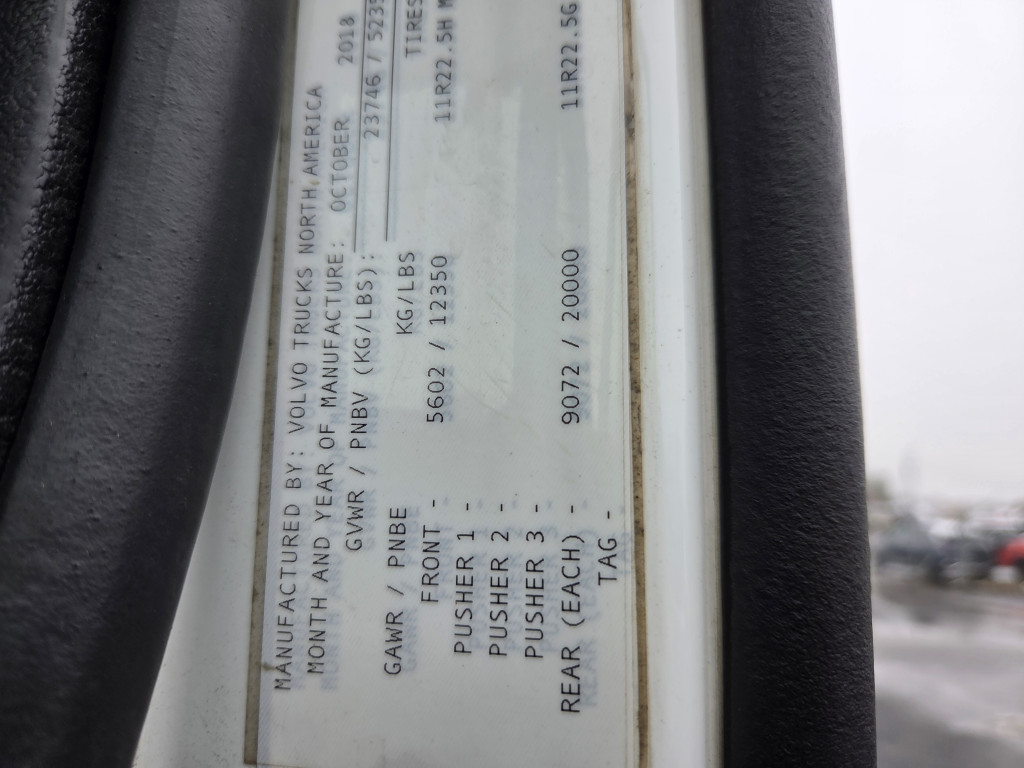 MANUFACTURED BY: VOLVO TRUCKS NORTH AMERICA
MONTH AND YEAR OF MANUFACTURE: OCTOBER 2018
GVWR / PNBV (KG/LBS): 23746 / 5235
GAWR / PNBE KG/LBS TIRES
FRONT - 5602 / 12350 11R22.5H
PUSHER 1 -
PUSHER 2 -
PUSHER 3 -
REAR (EACH) - 9072 / 20000 11R22.5G
TAG -